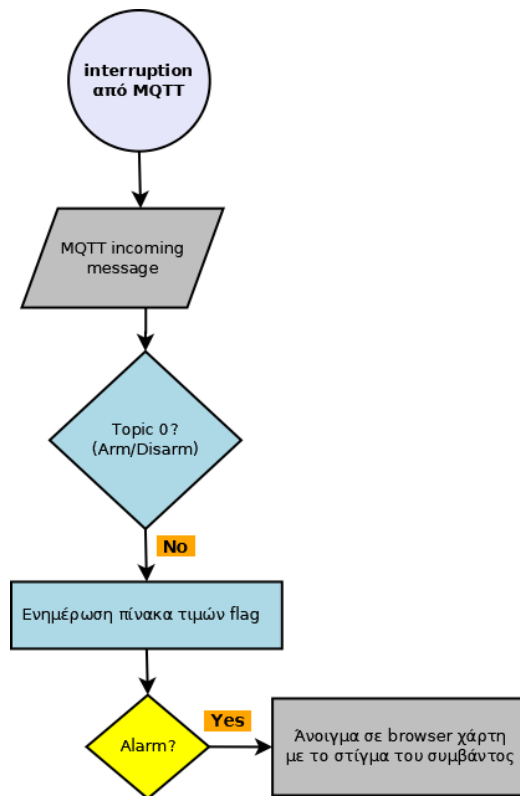 interruption
από MQTT
MQTT incoming
message
Topic 0?
(Arm/Disarm)
No
Ενημέρωση πίνακα τιμών flag
Alarm?
Yes
Άνοιγμα σε browser χάρτη
με το στίγμα του συμβάντος